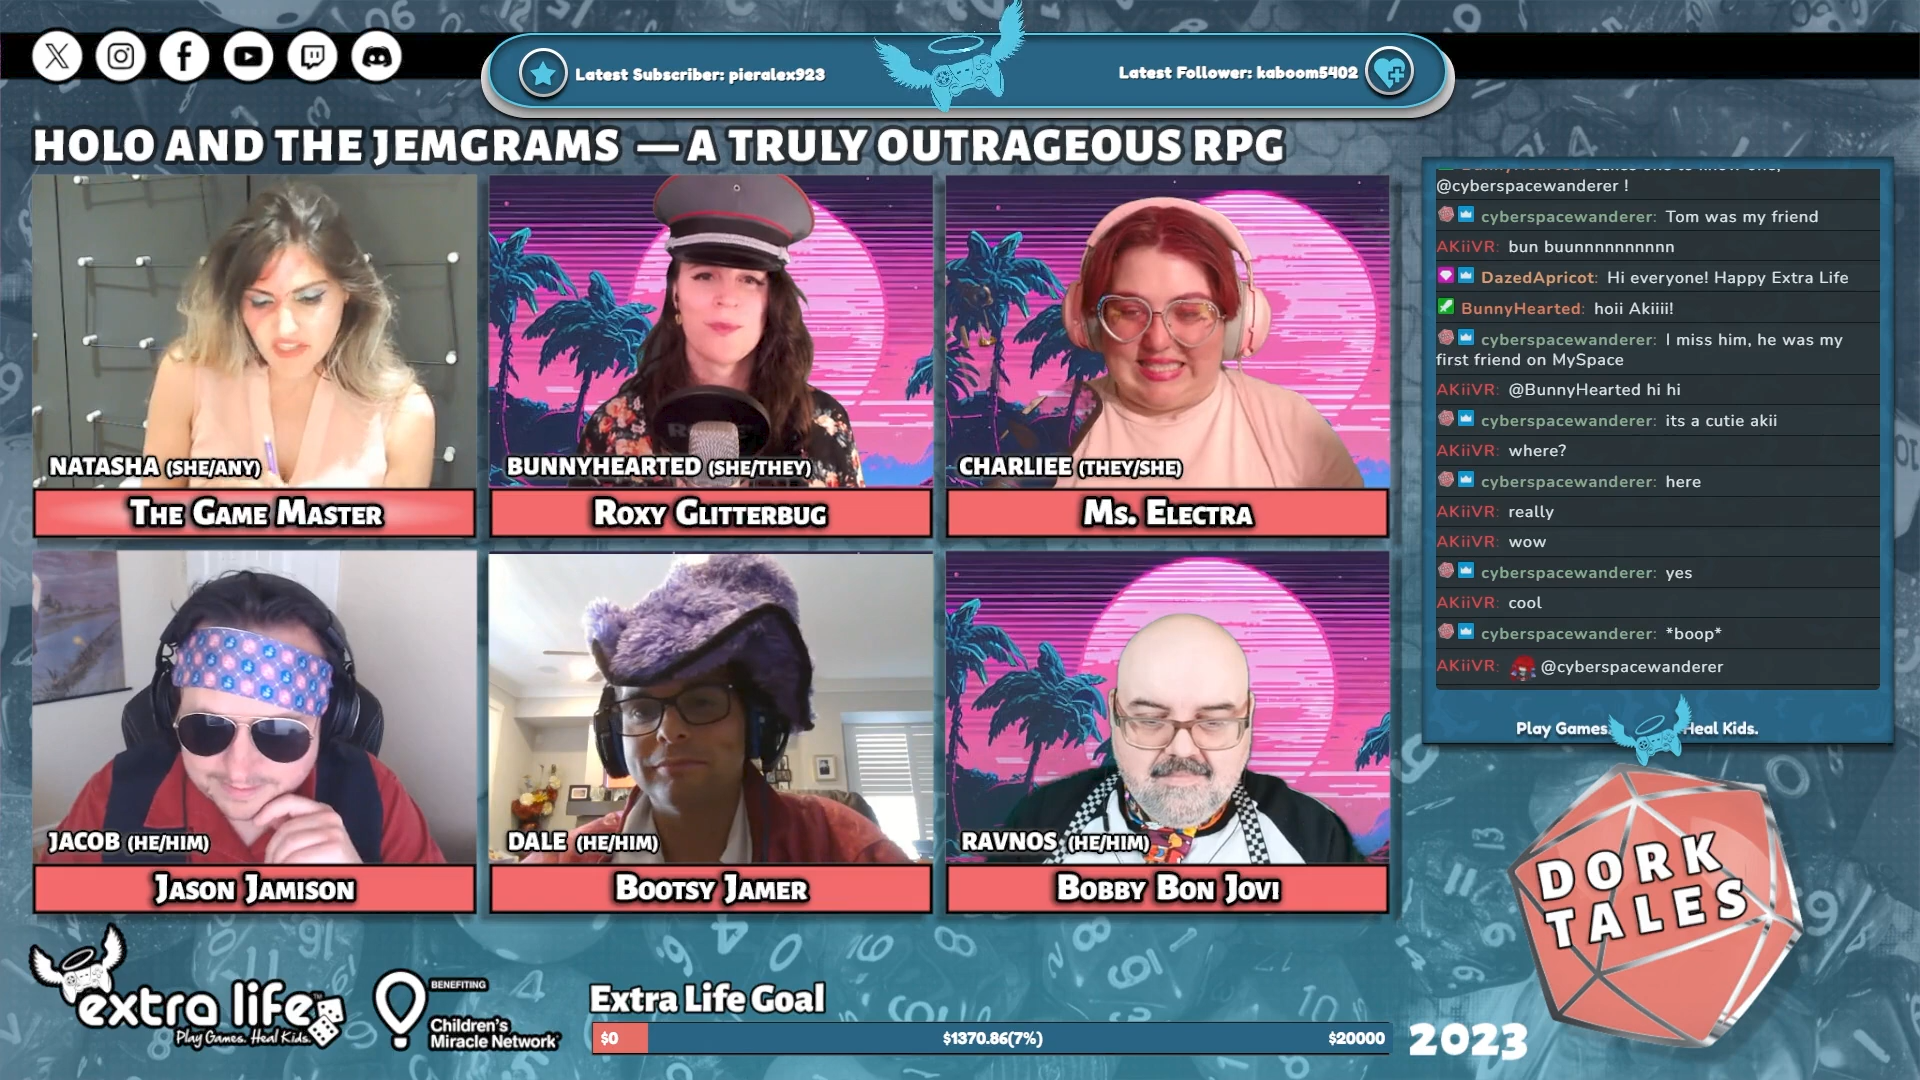 Latest Subscriber: pieralex923
Latest Follower: kaboom5402
HOLO AND THE JEMGRAMS — A TRULY OUTRAGEOUS RPG
NATASHA (SHE/ANY)
THE GAME MASTER
BUNNYHEARTED (SHE/THEY)
ROXY GLITTERBUG
CHARLIEE (THEY/SHE)
MS. ELECTRA
JACOB (HE/HIM)
JASON JAMISON
DALE (HE/HIM)
BOOTSY JAMER
RAVNOS (HE/HIM)
BOBBY BON JOVI
@cyberspacewanderer !
cyberspacewanderer: Tom was my friend
AKiiVR: bun buunnnnnnnnn
DazedApricot: Hi everyone! Happy Extra Life
BunnyHearted: hoii Akiiii!
cyberspacewanderer: I miss him, he was my
first friend on MySpace
AKiiVR: @BunnyHearted hi hi
cyberspacewanderer: its a cutie akii
AKiiVR: where?
cyberspacewanderer: here
AKiiVR: really
AKiiVR: wow
cyberspacewanderer: yes
AKiiVR: cool
cyberspacewanderer: *boop*
AKiiVR: @cyberspacewanderer
Play Games. Heal Kids.
DORK
TALES
extra life
Play Games. Heal Kids.
BENEFITING
Children's
Miracle Network
Extra Life Goal
$0 $1370.86(7%) $20000
2023